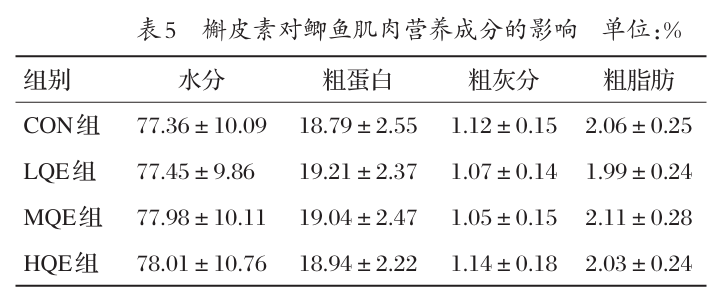 表5 槲皮素对鲫鱼肌肉营养成分的影响 单位:%
组别 水分 粗蛋白 粗灰分 粗脂肪
CON组 77.36±10.09 18.79±2.55 1.12±0.15 2.06±0.25
LQE组 77.45±9.86 19.21±2.37 1.07±0.14 1.99±0.24
MQE组 77.98±10.11 19.04±2.47 1.05±0.15 2.11±0.28
HQE组 78.01±10.76 18.94±2.22 1.14±0.18 2.03±0.24